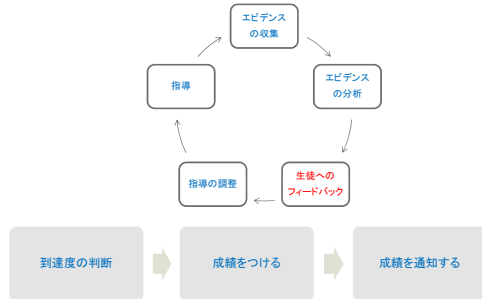 エビデンス
の収集
エビデンス
の分析
生徒への
フィードバック
指導の調整
指導
到達度の判断
成績をつける
成績を通知する